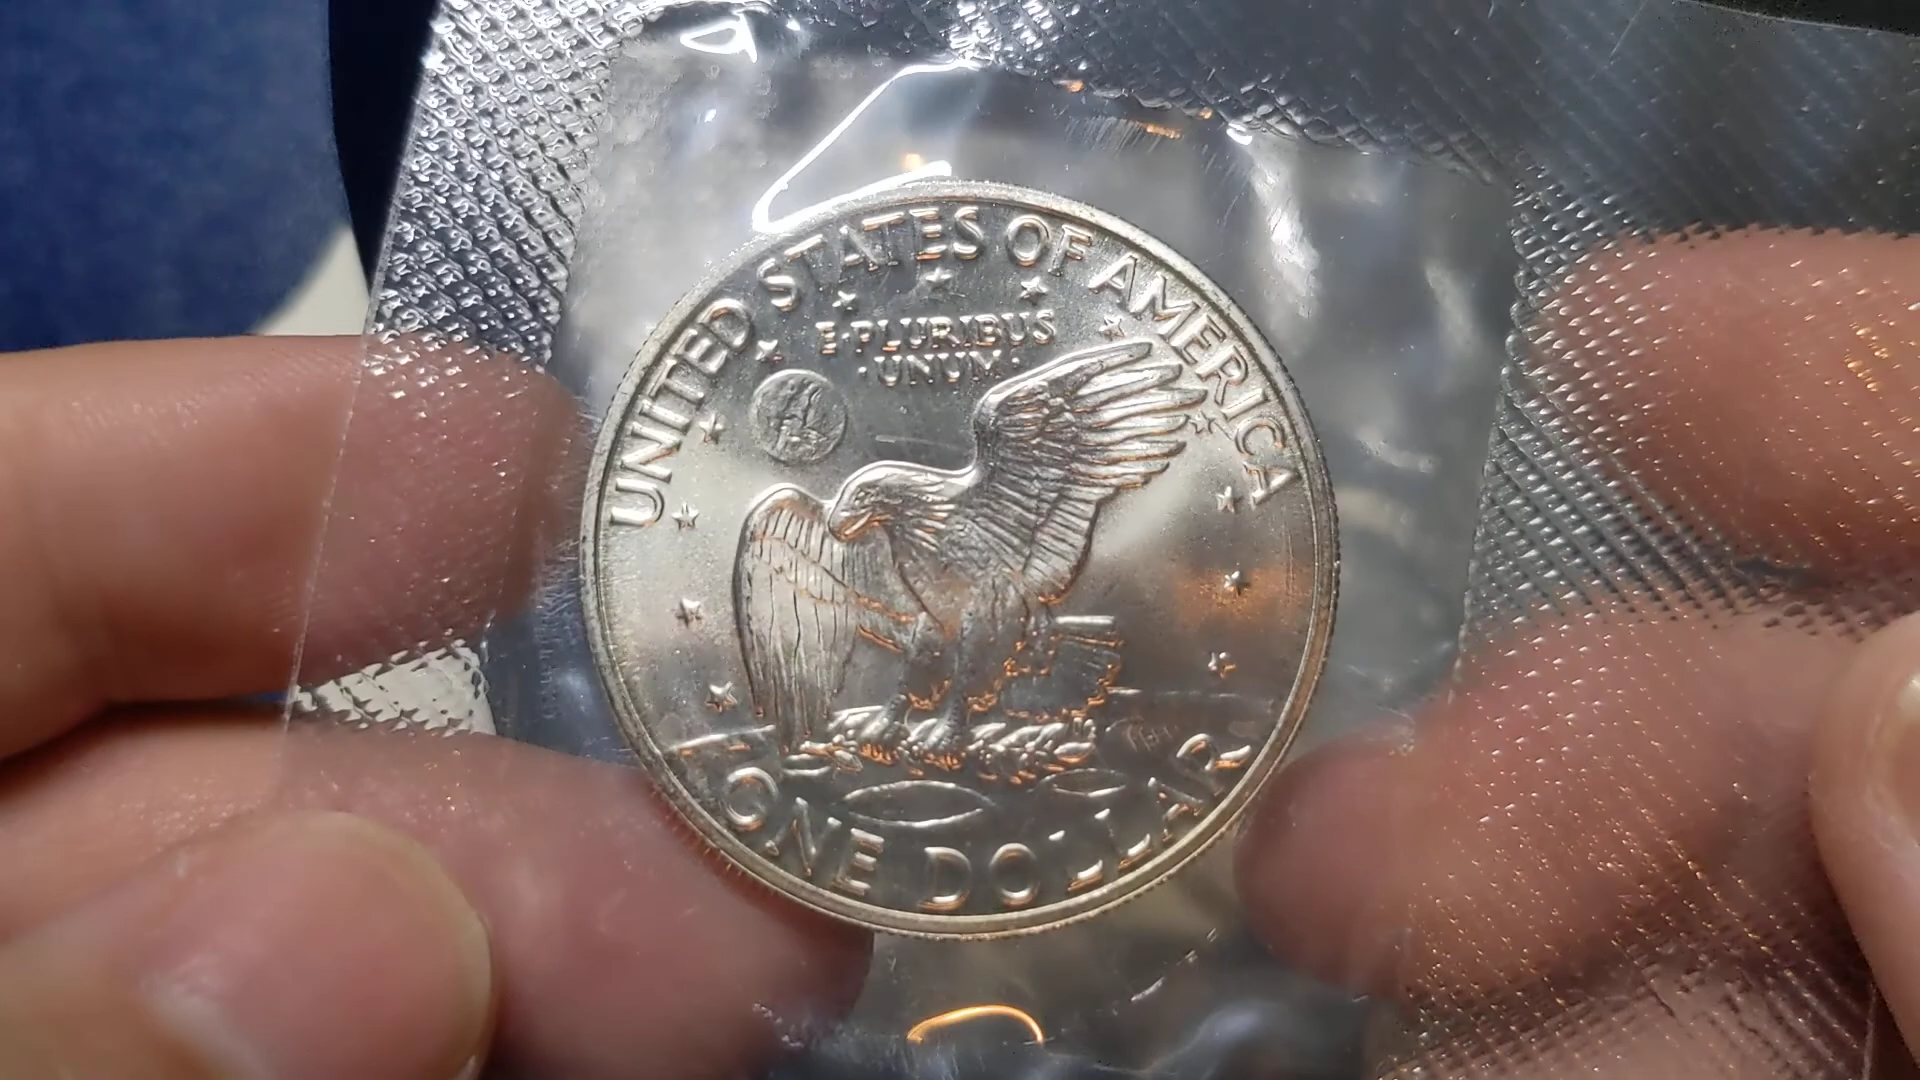 UNITED STATES OF AMERICA
E·PLURIBUS
·UNUM·
ONE DOLLAR